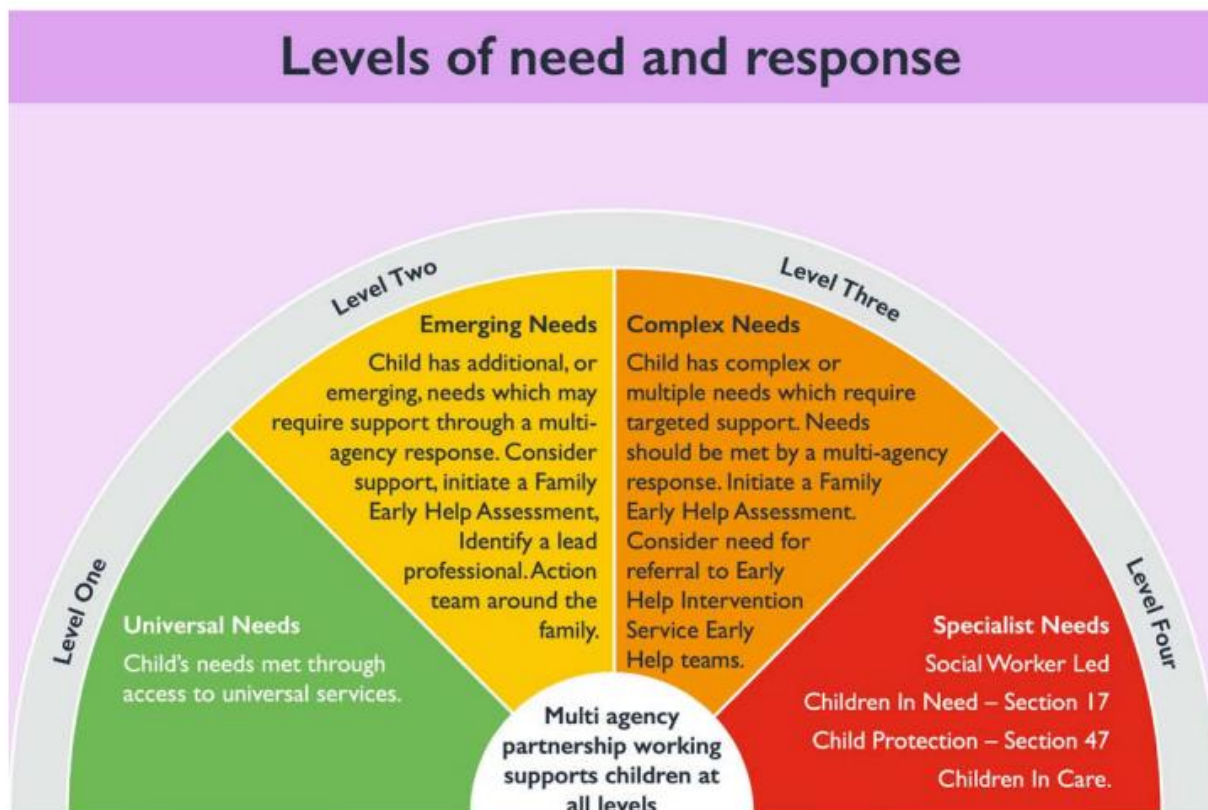 Levels of need and response
Level One
Universal Needs
Child's needs met through
access to universal services.
Level Two
Emerging Needs
Child has additional, or
emerging, needs which may
require support through a multi-
agency response. Consider
support, initiate a Family
Early Help Assessment,
Identify a lead
professional. Action
team around the
family.
Level Three
Complex Needs
Child has complex or
multiple needs which require
targeted support. Needs
should be met by a multi-agency
response. Initiate a Family
Early Help Assessment.
Consider need for
referral to Early
Help Intervention
Service Early
Help teams.
Level Four
Specialist Needs
Social Worker Led
Children In Need – Section 17
Child Protection – Section 47
Children In Care.
Multi agency
partnership working
supports children at
all levels